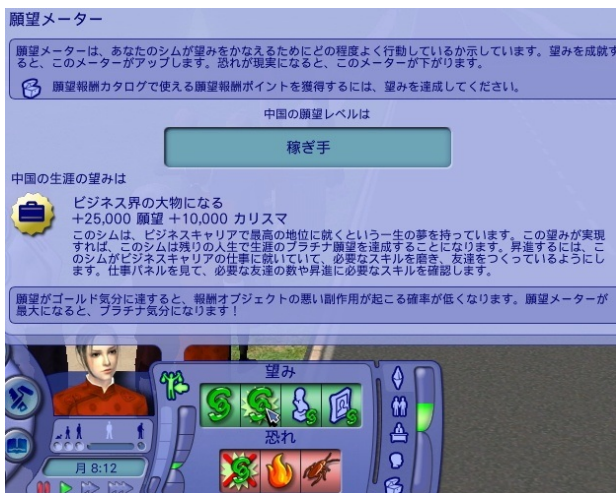 願望メーター
願望メーターは、あなたのシムが望みをかなえるためにどの程度よく行動しているか示しています。望みを成就す
ると、このメーターがアップします。恐れが現実になると、このメーターが下がります。
願望報酬カタログで使える願望報酬ポイントを獲得するには、望みを達成してください。
中国の願望レベルは
稼ぎ手
中国の生涯の望みは
ビジネス界の大物になる
+25,000 願望 +10,000 カリスマ
このシムは、ビジネスキャリアで最高の地位に就くという一生の夢を持っています。この望みが実現
すれば、このシムは残りの人生で生涯のプラチナ願望を達成することになります。昇進するには、こ
のシムがビジネスキャリアの仕事に就いていて、必要なスキルを磨き、友達をつくっているようにし
ます。仕事パネルを見て、必要な友達の数や昇進に必要なスキルを確認します。
願望がゴールド気分に達すると、報酬オブジェクトの悪い副作用が起こる確率が低くなります。願望メーターが
最大になると、プラチナ気分になります！
望み
恐れ
月 8:12